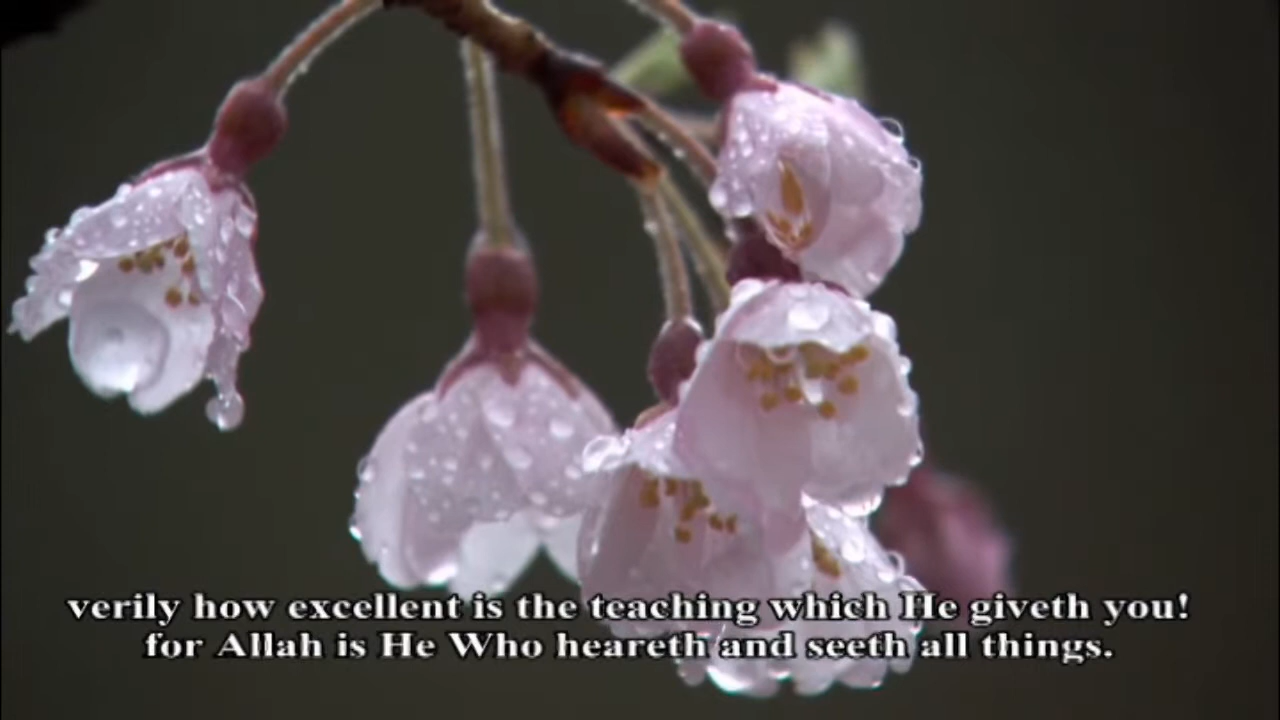 verily how excellent is the teaching which He giveth you!
for Allah is He Who heareth and seeth all things.